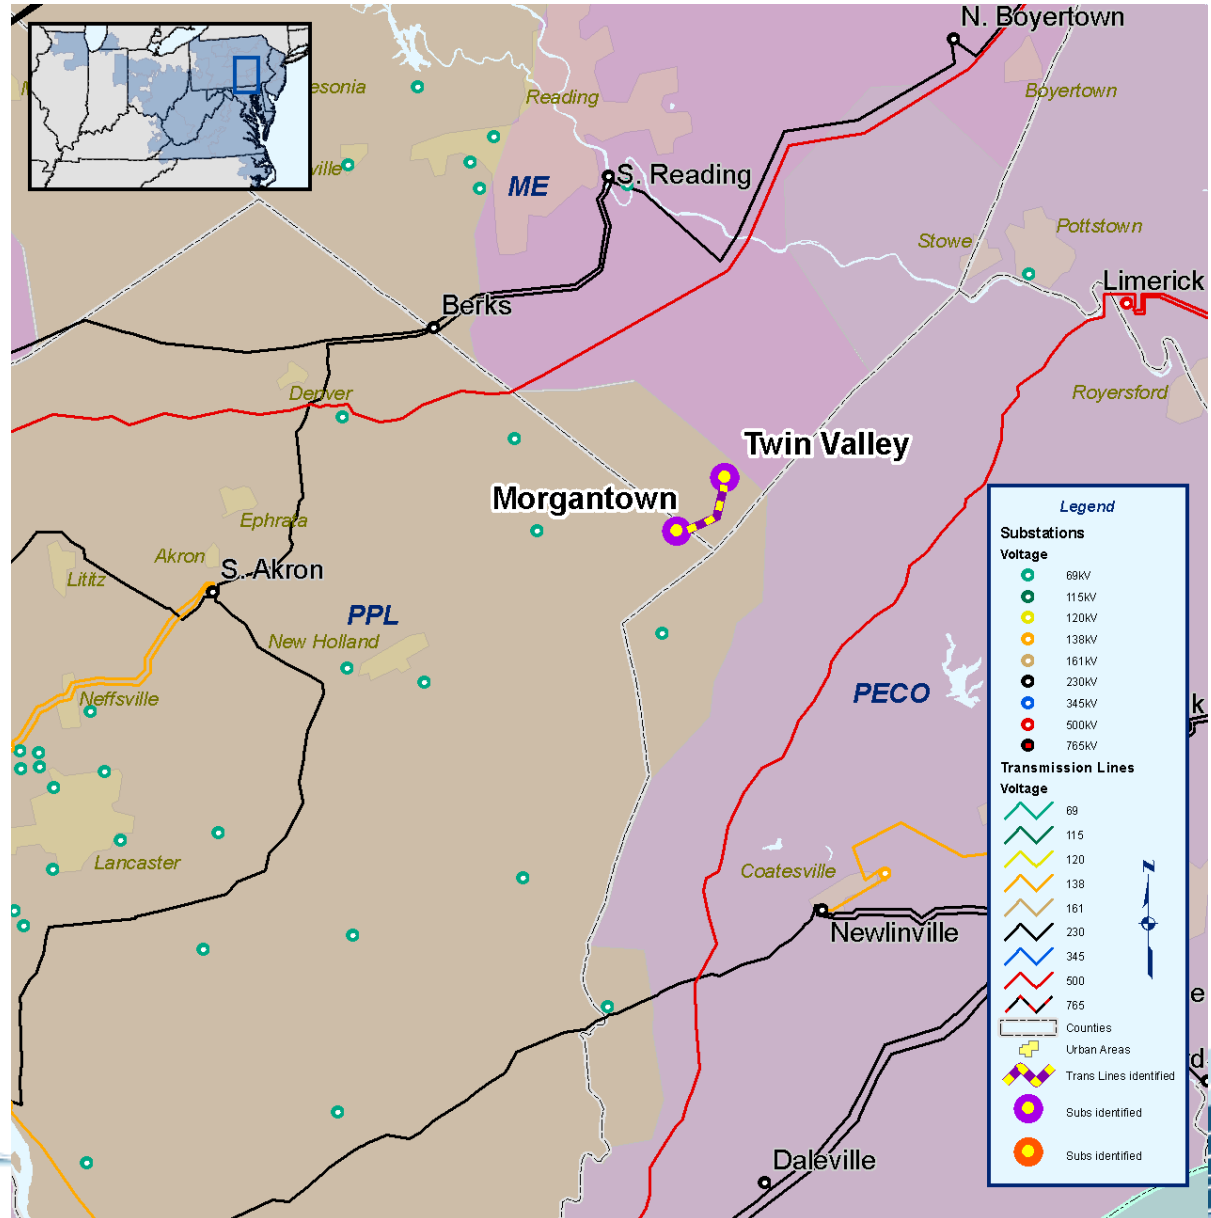 N. Boyertown
esonia
Reading
Boyertown
ville
ME
S. Reading
Stowe
Pottstown
Limerick
Berks
Denver
Royersford
Twin Valley
Morgantown
Ephrata
Akron
S. Akron
Lititz
PPL
New Holland
Neffsville
PECO
k
Lancaster
Coatesville
Newlinville
e
d
Daleville
Legend
Substations
Voltage
69kV
115kV
120kV
138kV
161kV
230kV
345kV
500kV
765kV
Transmission Lines
Voltage
69
115
120
138
161
230
345
500
765
Counties
Urban Areas
Trans Lines identified
Subs identified
Subs identified
N